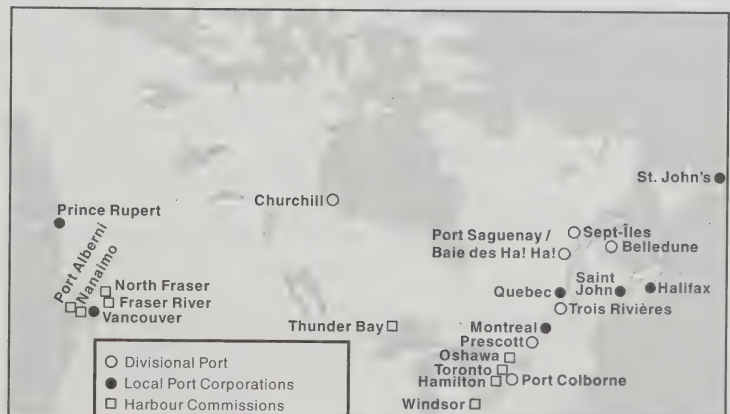 St. John's
Churchill
Prince Rupert
Port Alberni
Nanaimo
Port Saguenay /
Baie des Ha! Ha!
Sept-Îles
Belledune
North Fraser
Fraser River
Vancouver
Quebec
Saint
John
Halifax
Trois Rivières
Thunder Bay
Montreal
Prescott
Oshawa
Toronto
Hamilton
Port Colborne
Windsor
Divisional Port
Local Port Corporations
Harbour Commissions